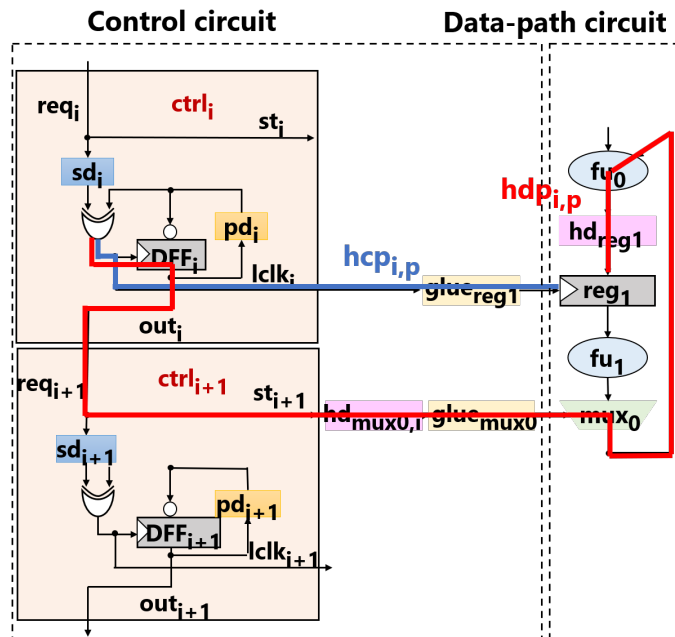 Control circuit
Data-path circuit
req_i
ctrl_i
st_i
sd_i
pd_i
DFF_i
lclk_i
out_i
hcp_i,p
glue_reg1
hdp_i,p
fu_0
hd_reg1
reg_1
fu_1
req_i+1
ctrl_i+1
st_i+1
hd_mux0,i
glue_mux0
mux_0
sd_i+1
pd_i+1
DFF_i+1
lclk_i+1
out_i+1